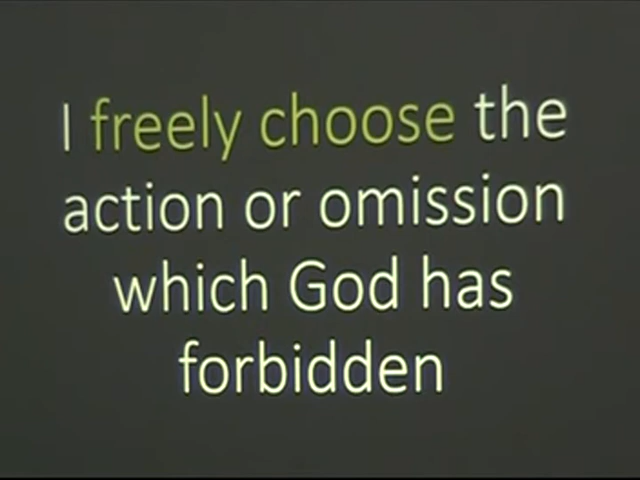 I freely choose the
action or omission
which God has
forbidden